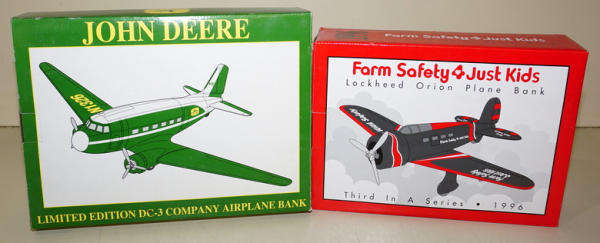 JOHN DEERE
N1326
LIMITED EDITION DC-3 COMPANY AIRPLANE BANK
Farm Safety 4 Just Kids
Lockheed Orion Plane Bank
Farm Safety 4 Just Kids
Third In A Series • 1996